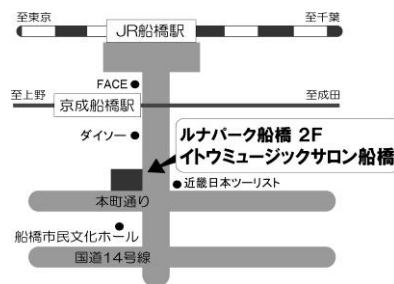 至東京
至千葉
JR船橋駅
FACE
至上野
京成船橋駅
至成田
ダイソー
ルナパーク船橋 2F
イトウミュージックサロン船橋
近畿日本ツーリスト
本町通り
船橋市民文化ホール
国道14号線